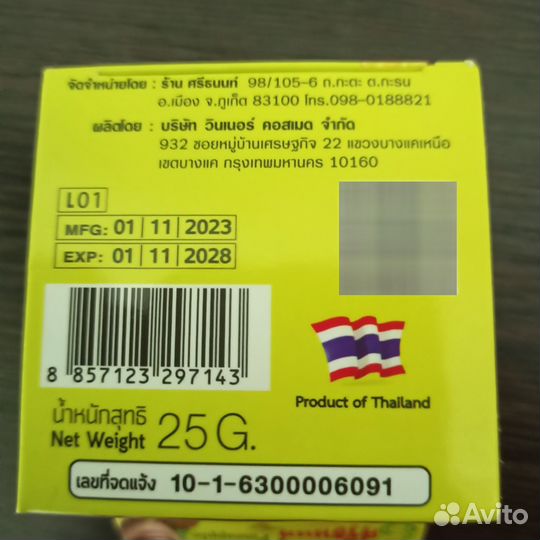 จัดจำหน่ายโดย : ร้าน ศรีธนนท์ 98/105-6 ถ.กะตะ ต.กะรน
อ.เมือง จ.ภูเก็ต 83100 โทร.098-0188821
ผลิตโดย : บริษัท วินเนอร์ คอสเมด จำกัด
932 ซอยหมู่บ้านเศรษฐกิจ 22 แขวงบางแคเหนือ
เขตบางแค กรุงเทพมหานคร 10160
L01
MFG: 01 | 11 | 2023
EXP: 01 | 11 | 2028
8 857123 297143
Product of Thailand
น้ำหนักสุทธิ
Net Weight 25 G.
เลขที่จดแจ้ง 10-1-6300006091
Avito